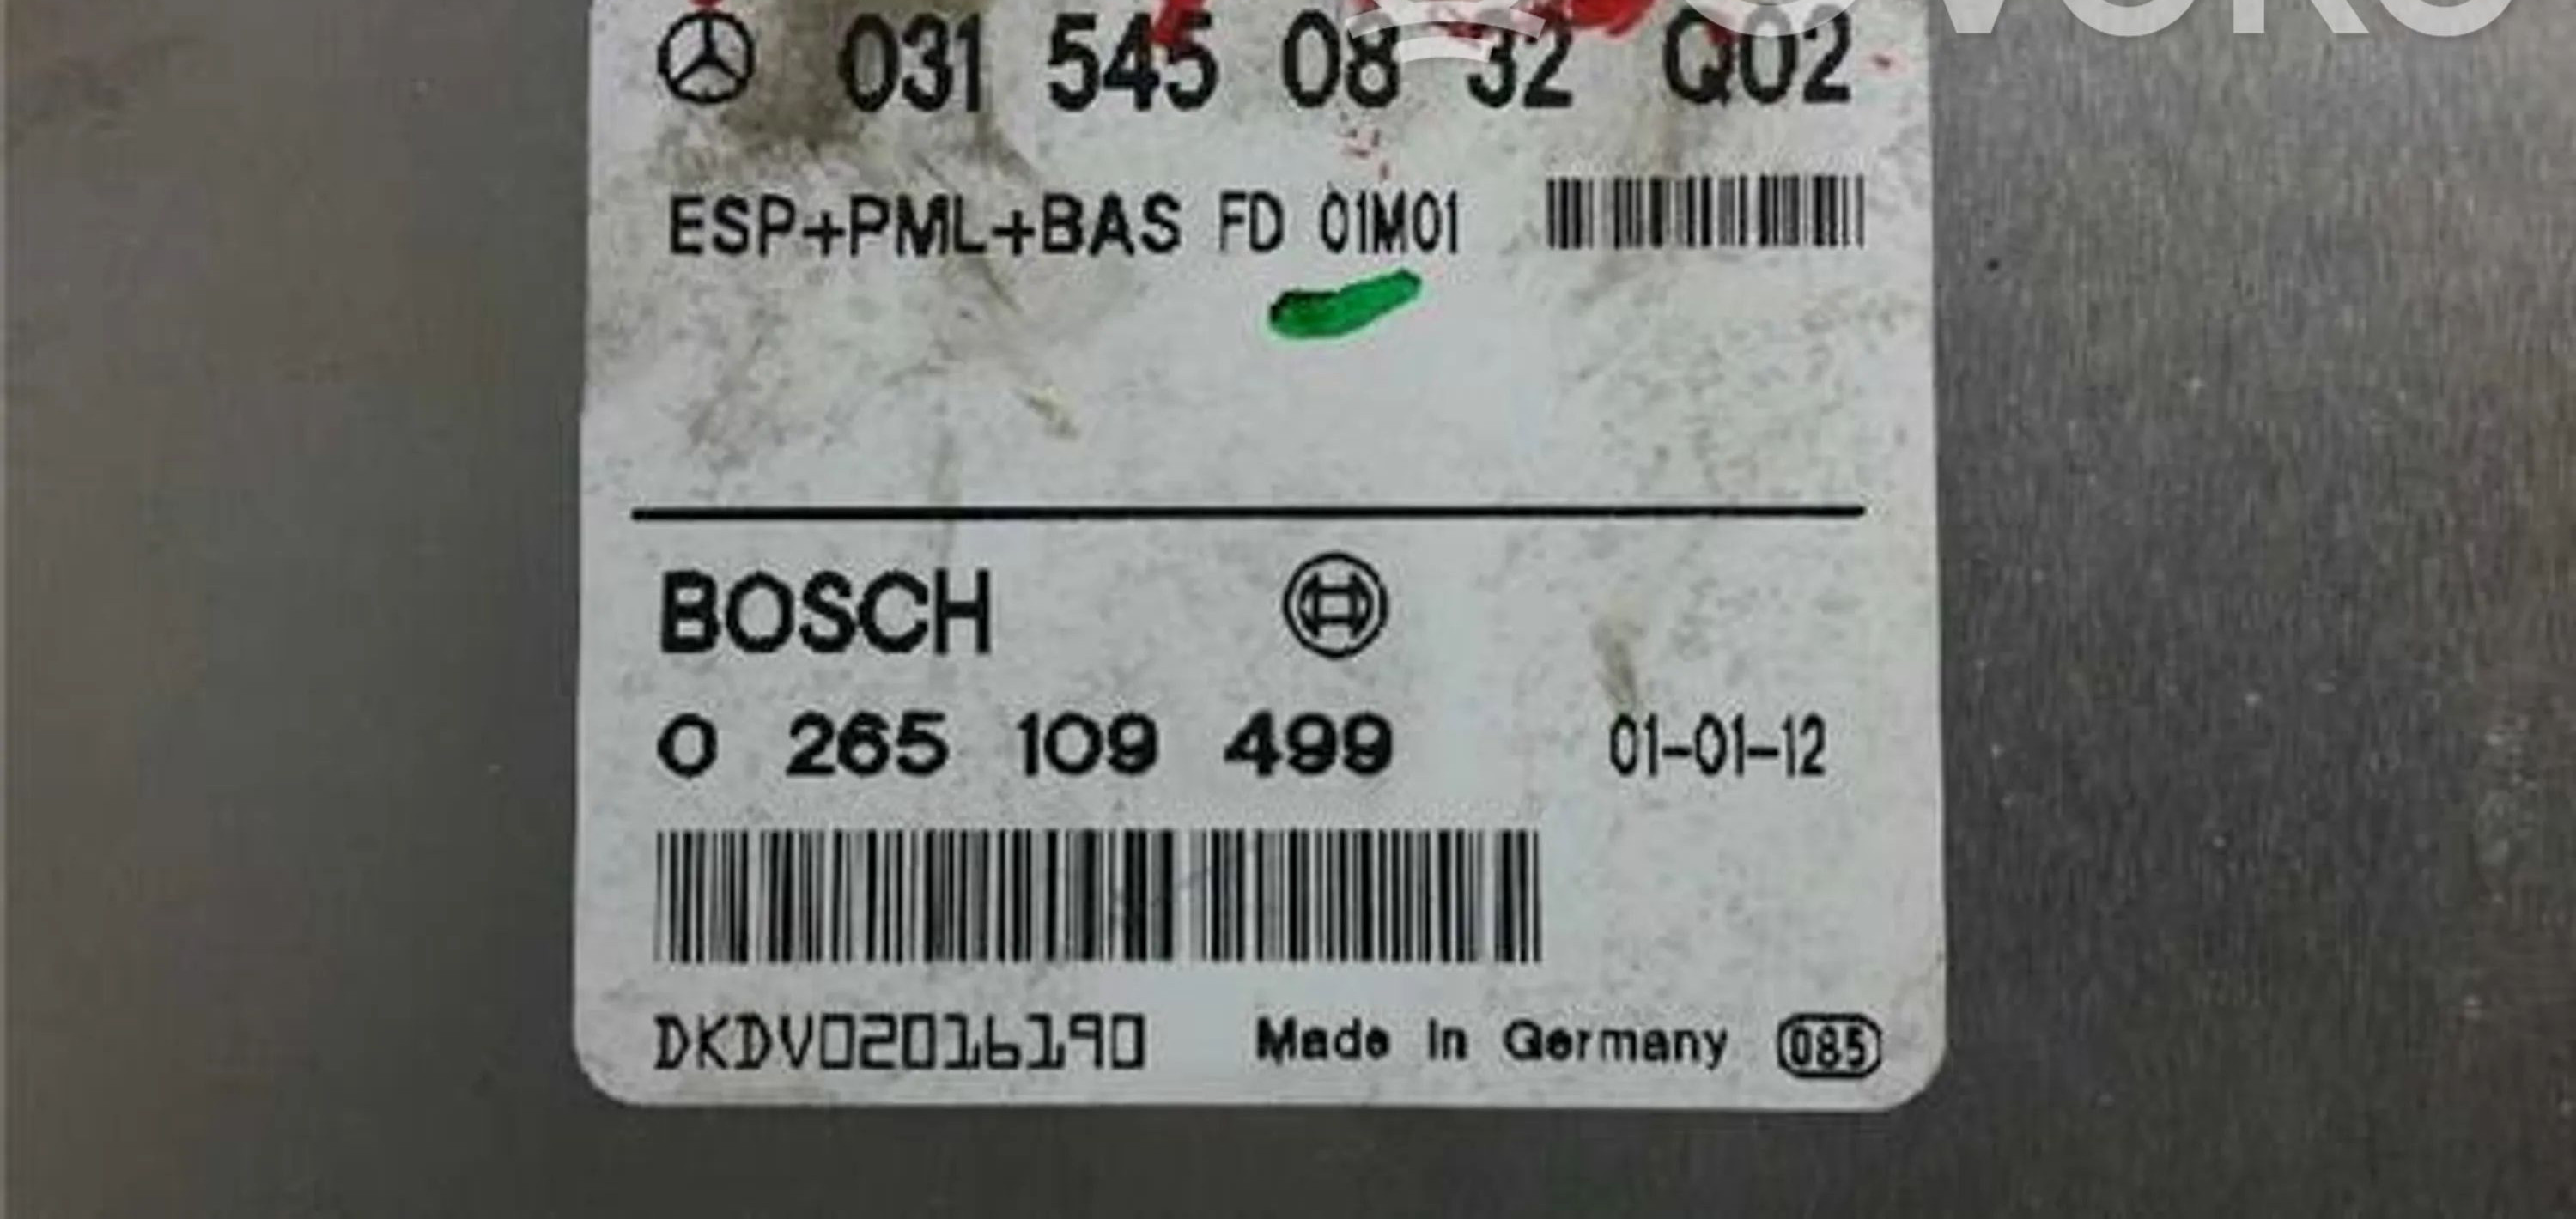 031 545 08 32 Q02
ESP+PML+BAS FD 01M01
BOSCH
0 265 109 499 01-01-12
DKDV02016190 Made in Germany 085